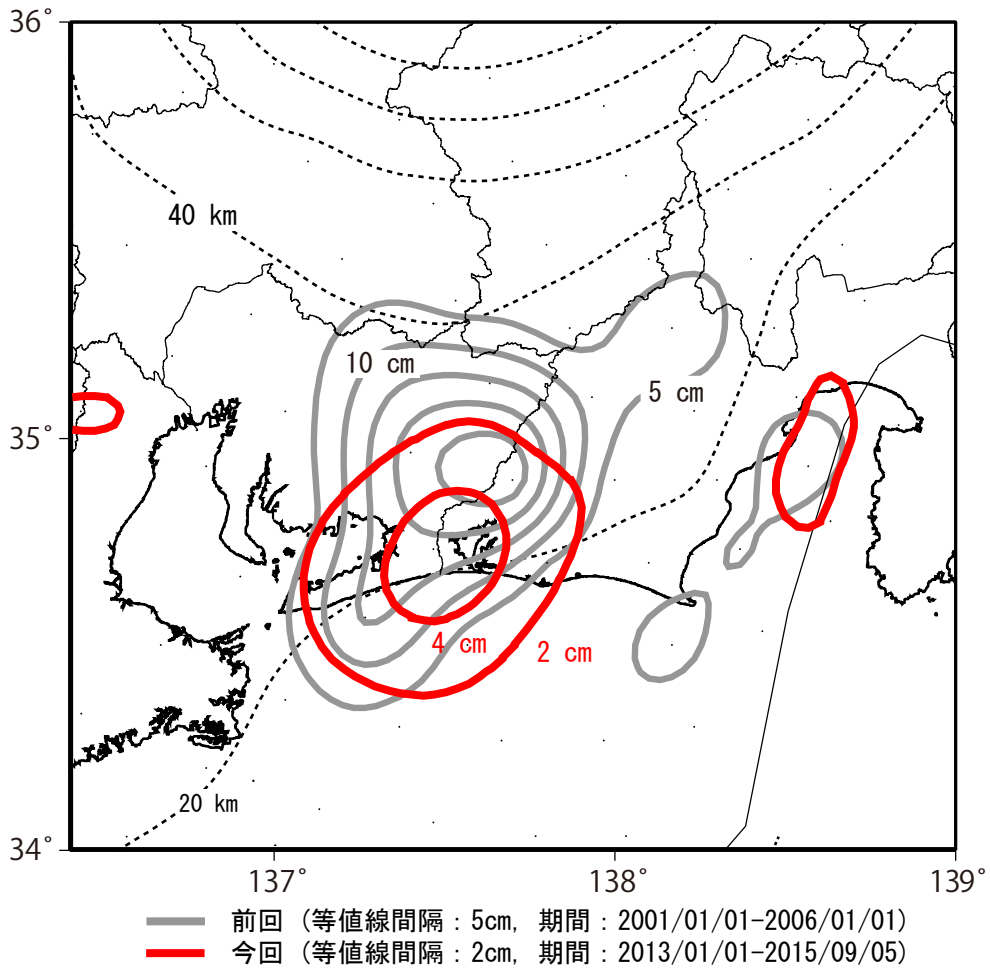 36°
40 km
10 cm
5 cm
35°
4 cm
2 cm
20 km
34°
137°
138°
139°
前回 (等値線間隔：5cm, 期間：2001/01/01-2006/01/01)
今回 (等値線間隔：2cm, 期間：2013/01/01-2015/09/05)